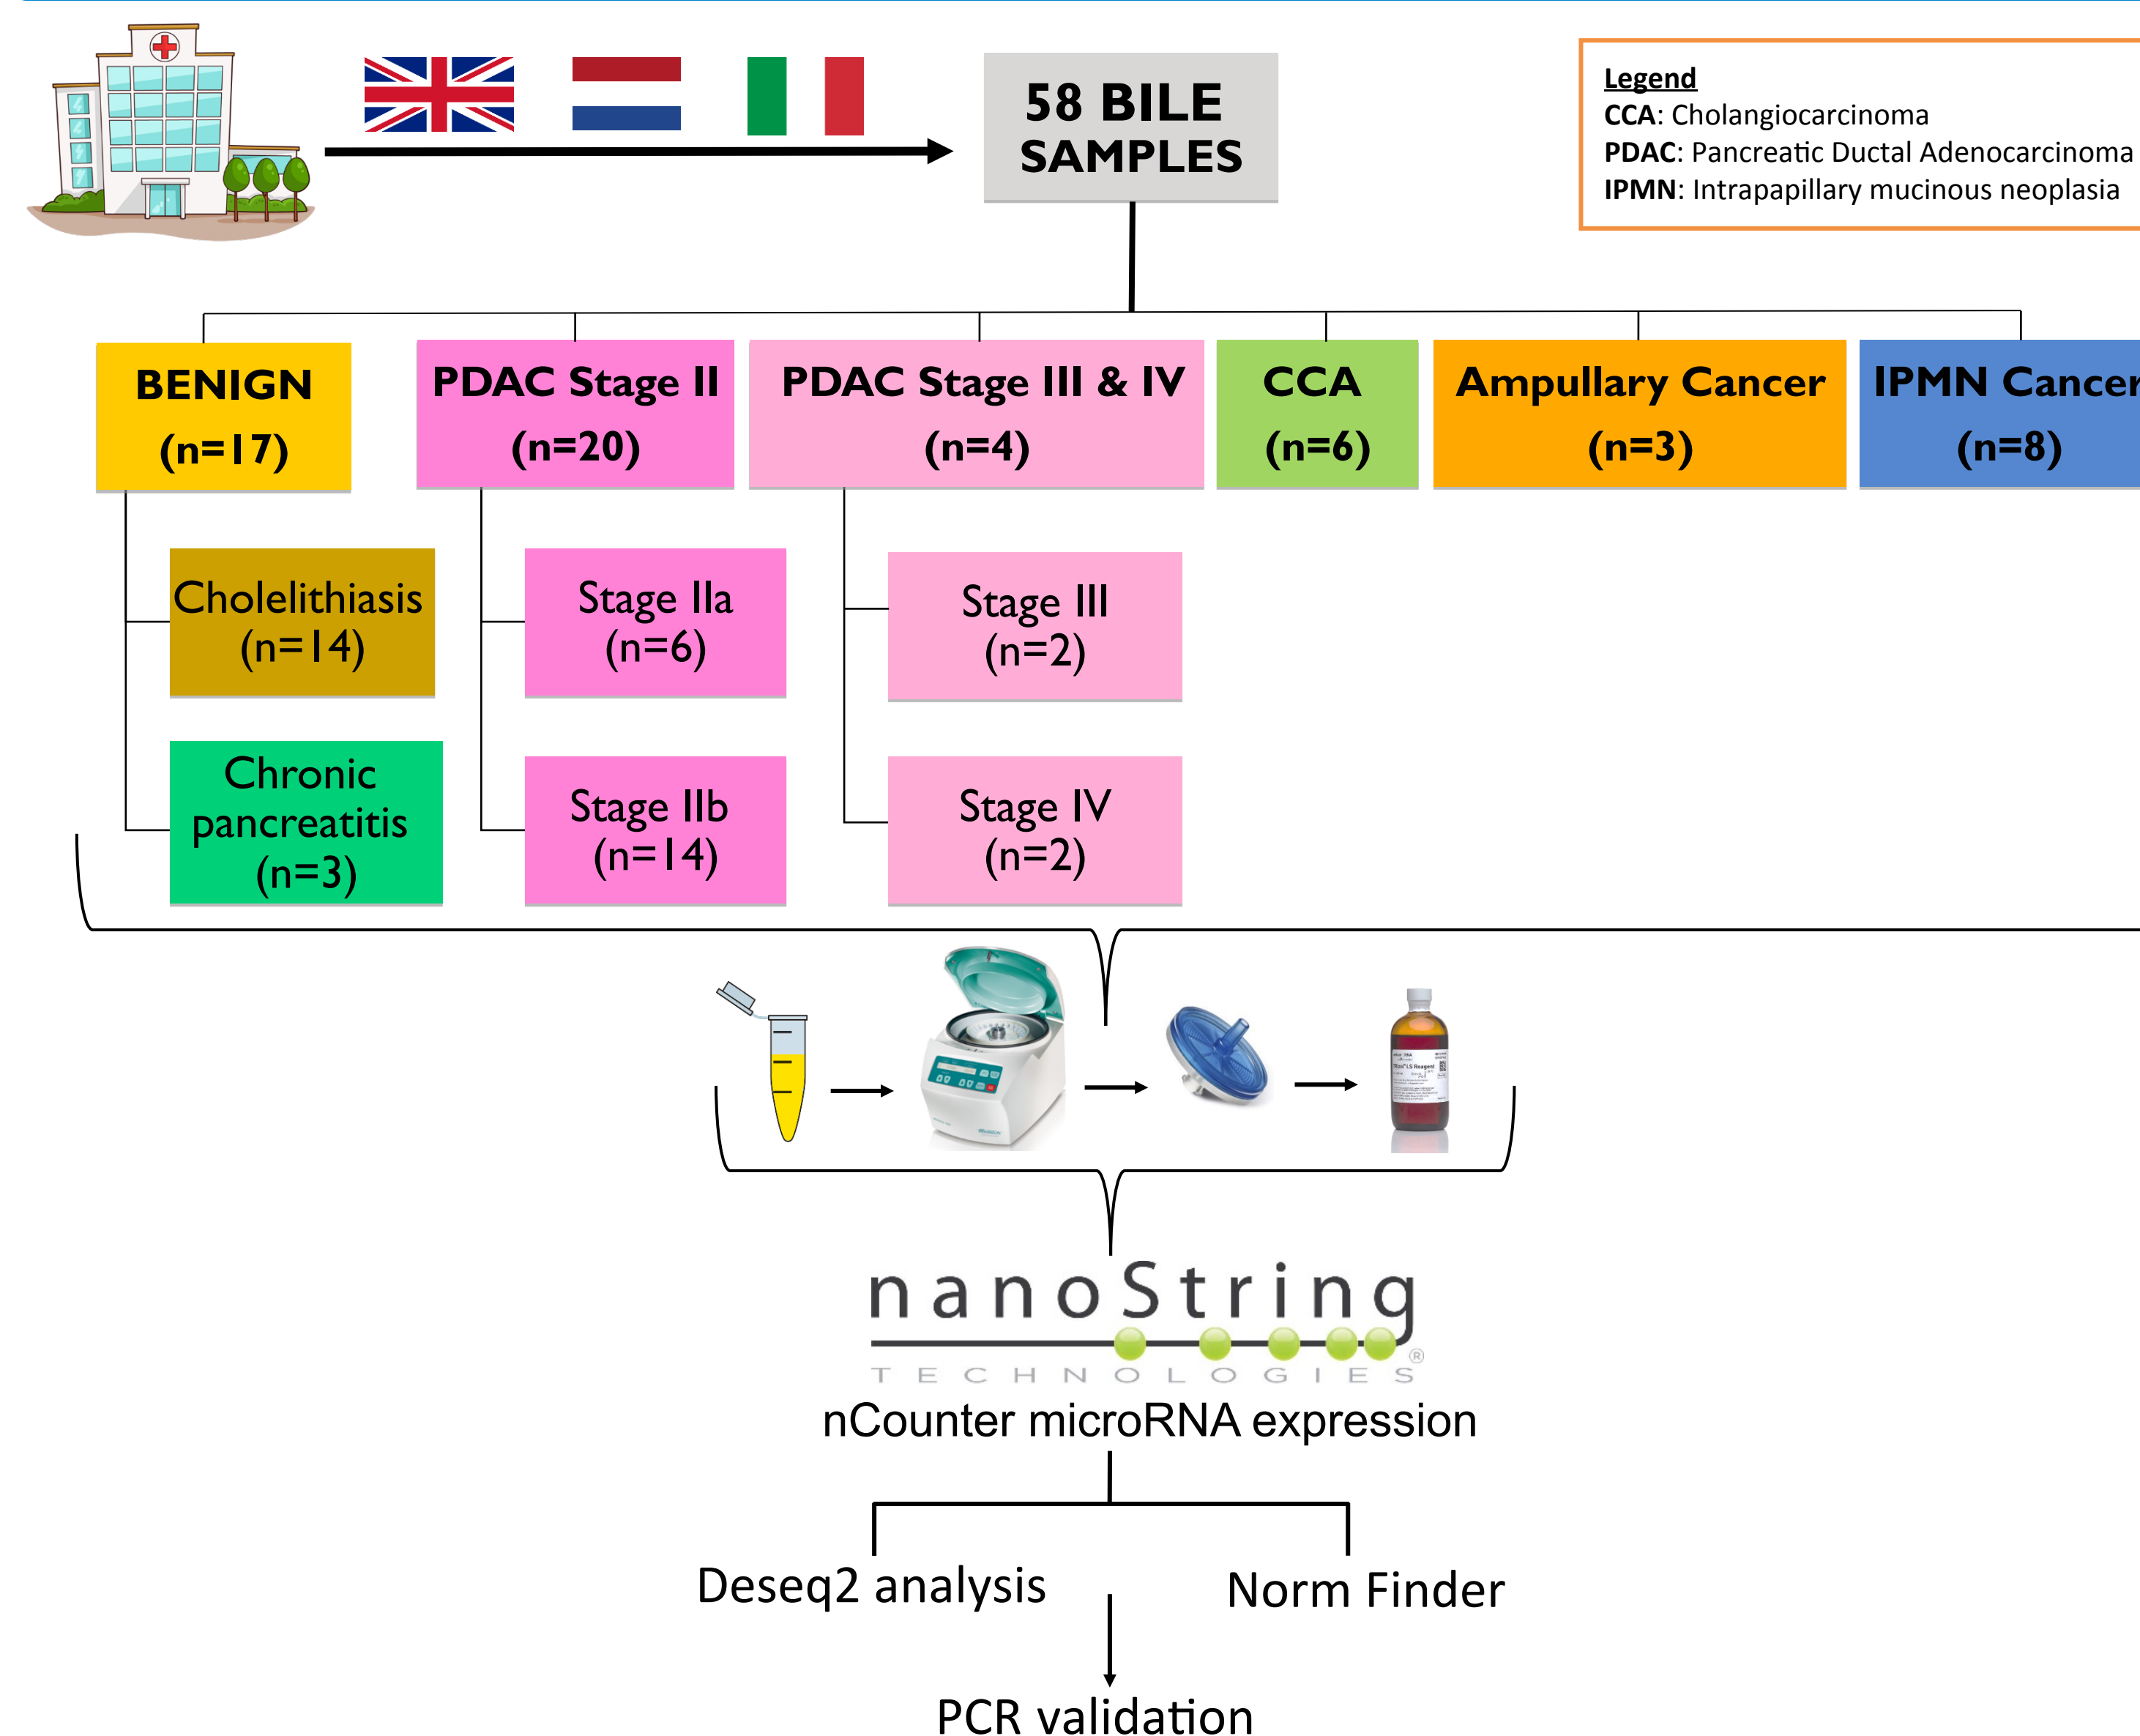 58 BILE
SAMPLES
Legend
CCA: Cholangiocarcinoma
PDAC: Pancreatic Ductal Adenocarcinoma
IPMN: Intrapapillary mucinous neoplasia
BENIGN
(n=17)
PDAC Stage II
(n=20)
PDAC Stage III & IV
(n=4)
CCA
(n=6)
Ampullary Cancer
(n=3)
IPMN Cancer
(n=8)
Cholelithiasis
(n=14)
Stage IIa
(n=6)
Stage III
(n=2)
Chronic
pancreatitis
(n=3)
Stage IIb
(n=14)
Stage IV
(n=2)
LS Reagent
nanoString
TECHNOLOGIES®
nCounter microRNA expression
Deseq2 analysis
Norm Finder
PCR validation